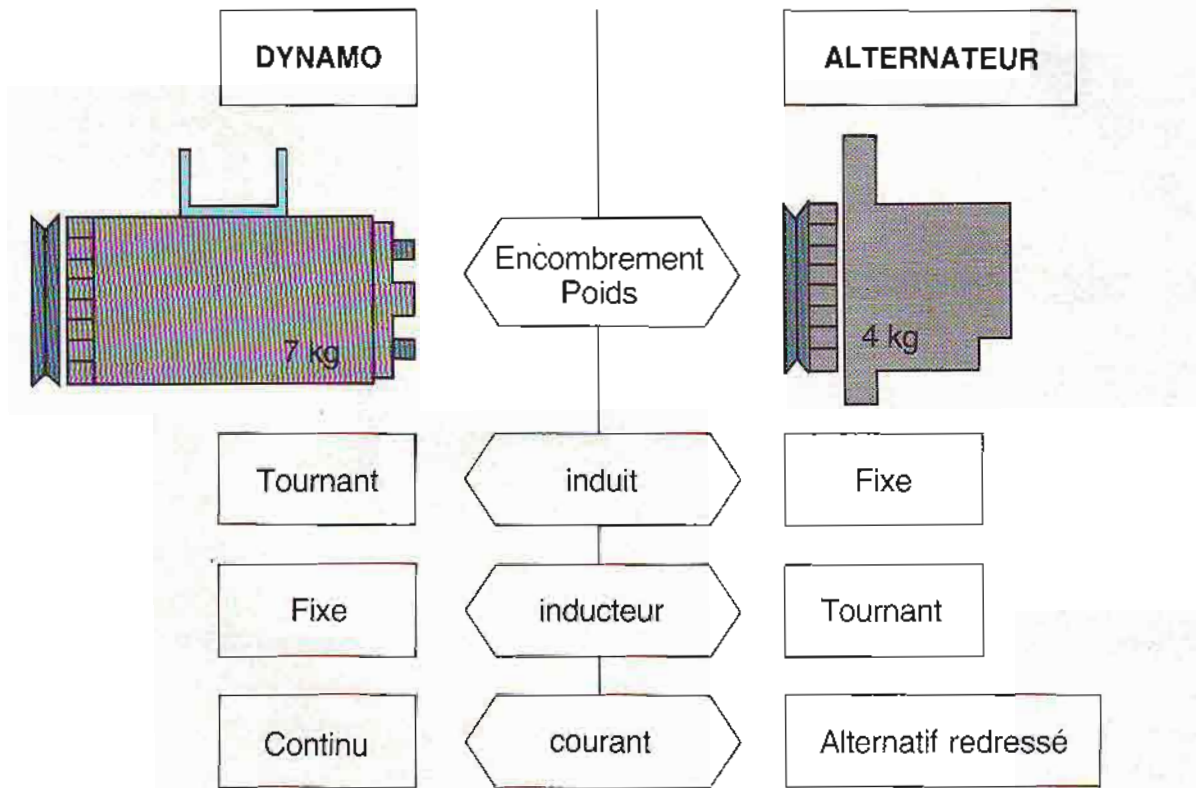 DYNAMO
ALTERNATEUR
7 kg
Encombrement
Poids
4 kg
Tournant
induit
Fixe
Fixe
inducteur
Tournant
Continu
courant
Alternatif redressé